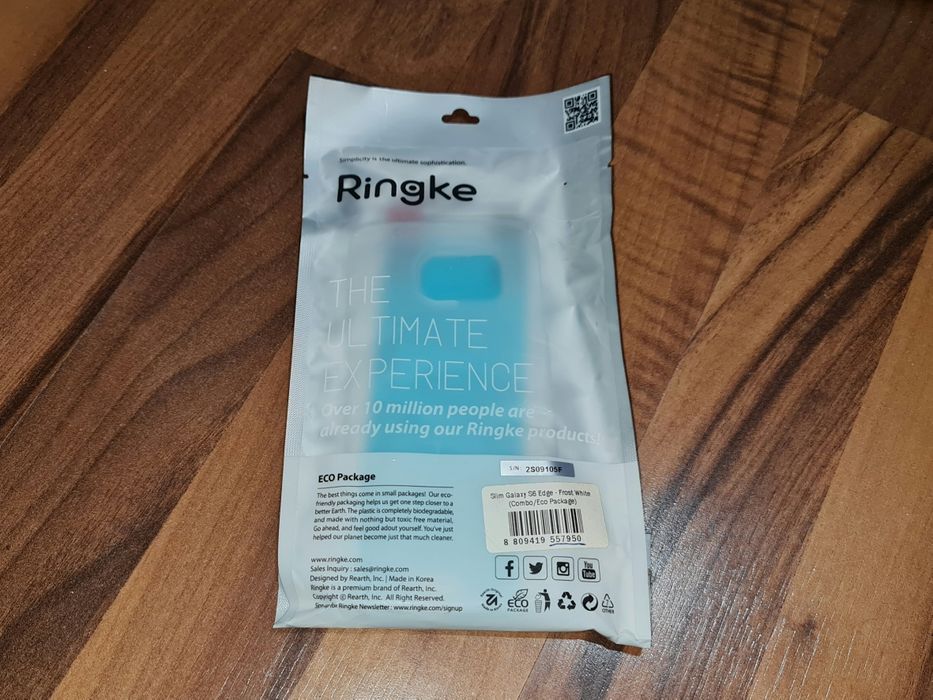 Simplicity is the ultimate sophistication.
Ringke
THE
ULTIMATE
EXPERIENCE
Over 10 million people are
already using our Ringke products!
S/N: 2S09105F
ECO Package
The best things come in small packages! Our eco-
friendly packaging helps us get one step closer to a
better Earth. The plastic is completely biodegradable,
and made with nothing but toxic free material.
Go ahead, and feel good adout yourself. You've just
helped our planet become just that much cleaner.
Slim Galaxy S6 Edge - Frost White
(Combo/Eco Package)
8 809419 557950
www.ringke.com
Sales Inquiry : sales@ringke.com
Designed by Rearth, Inc. | Made in Korea
Ringke is a premium brand of Rearth, Inc.
Copyright © Rearth, Inc. All Right Reserved.
Ringke Newsletter : www.ringke.com/signup
You
Tube
ECO
PACKAGE
OTHER